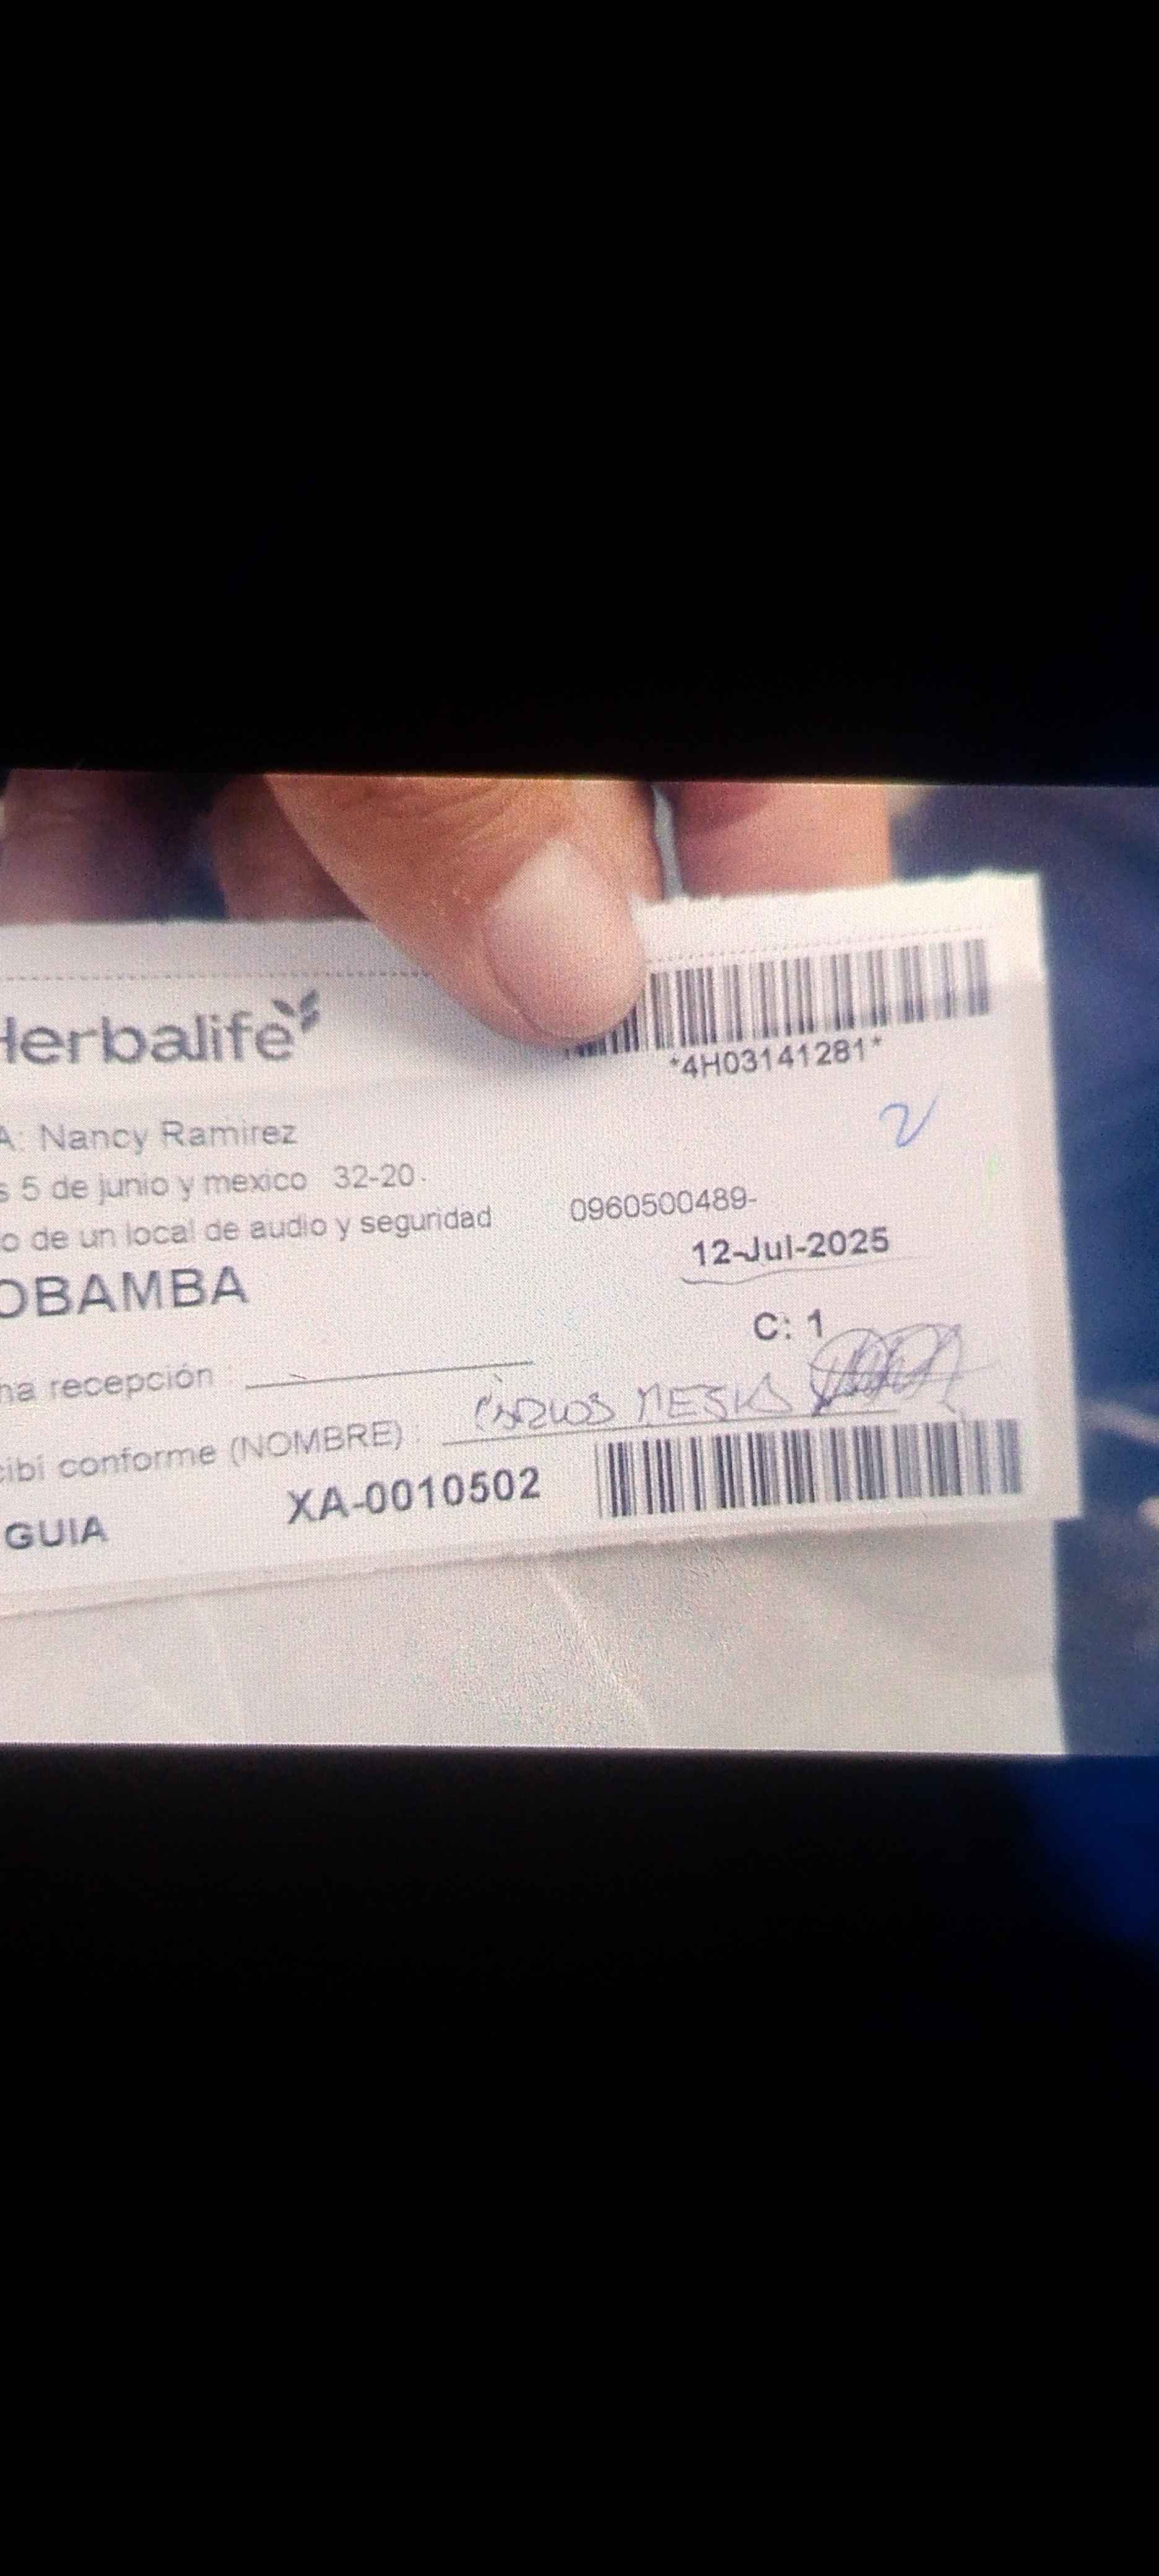 Herbalife
*4H03141281*
A: Nancy Ramirez
s 5 de junio y mexico 32-20.
o de un local de audio y seguridad 0960500489-
OBAMBA
12-Jul-2025
C: 1
na recepción
cibí conforme (NOMBRE) : CARLOS
GUIA XA-0010502